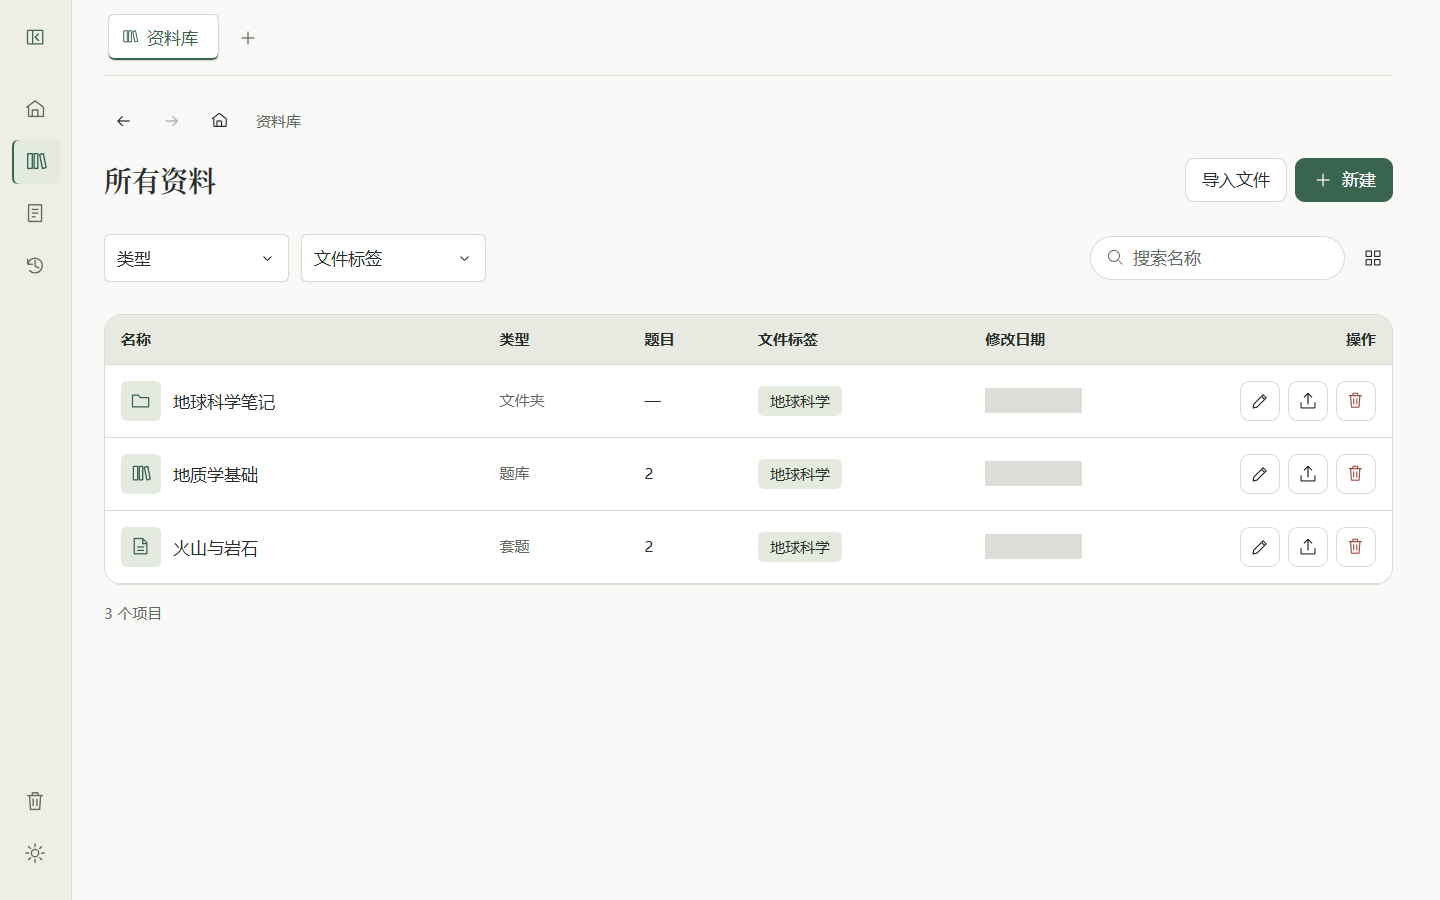 资料库
资料库
所有资料
导入文件
新建
类型
文件标签
搜索名称
名称 类型 题目 文件标签 修改日期 操作
地球科学笔记 文件夹 — 地球科学
地质学基础 题库 2 地球科学
火山与岩石 套题 2 地球科学
3 个项目